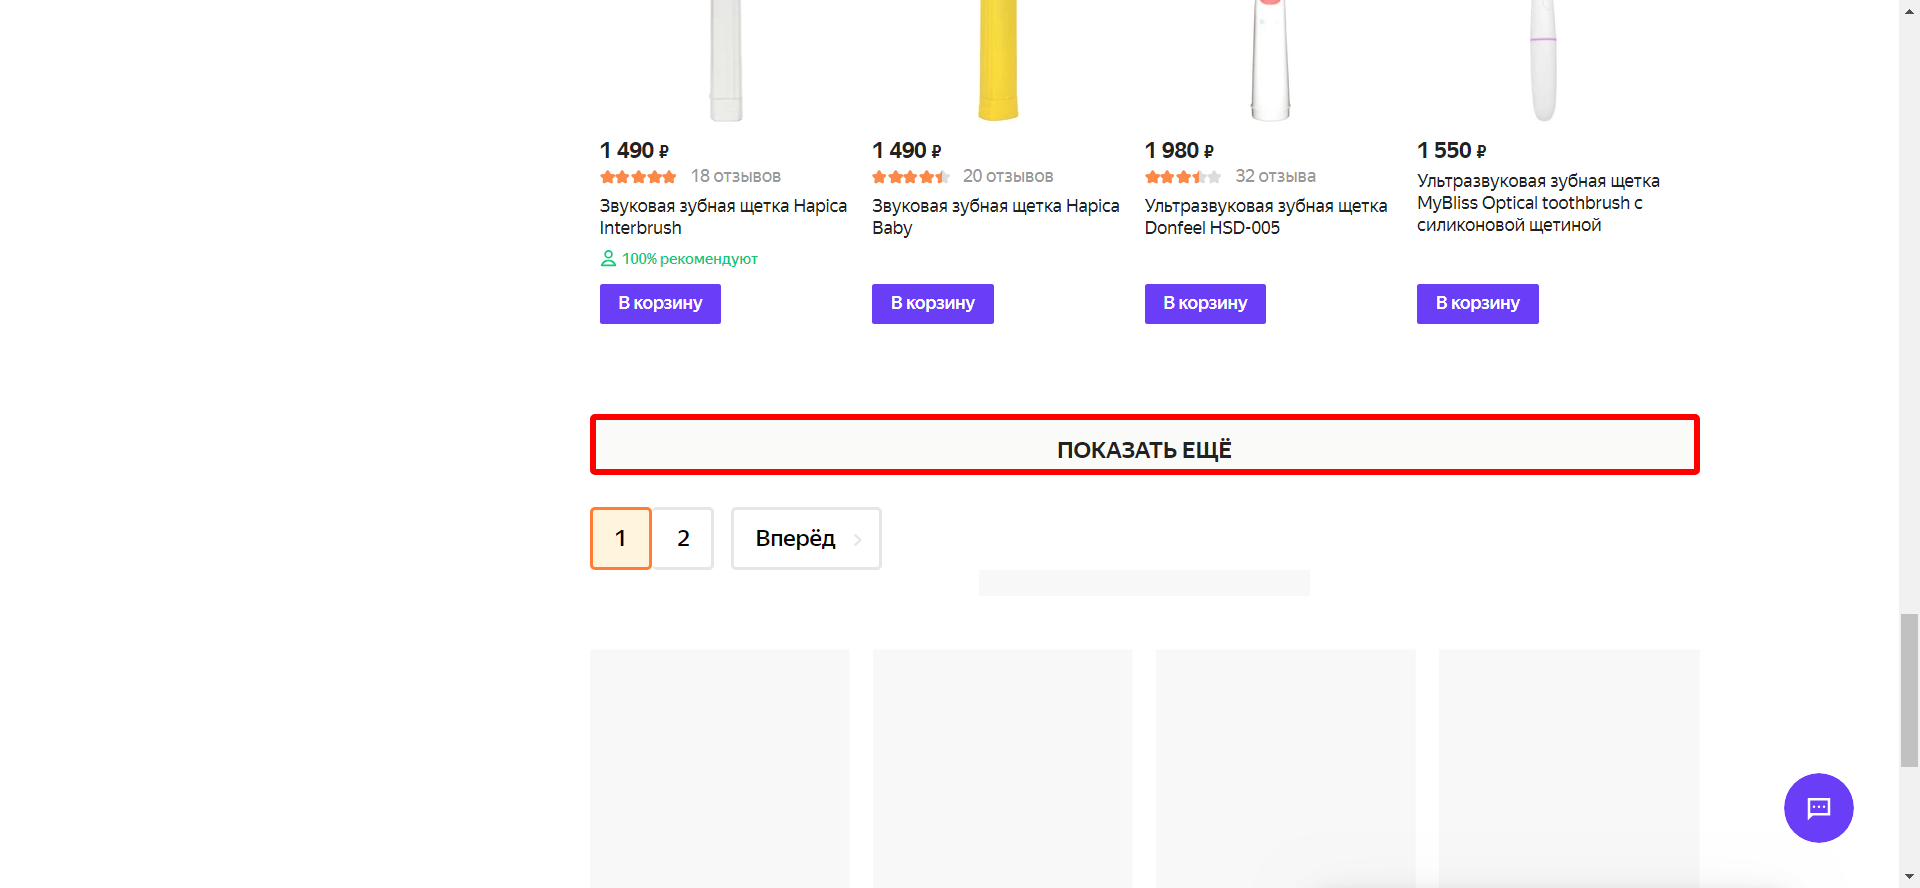 1 490 ₽
18 отзывов
Звуковая зубная щетка Hapica
Interbrush
100% рекомендуют
В корзину
1 490 ₽
20 отзывов
Звуковая зубная щетка Hapica
Baby
В корзину
1 980 ₽
32 отзыва
Ультразвуковая зубная щетка
Donfeel HSD-005
В корзину
1 550 ₽
Ультразвуковая зубная щетка
MyBliss Optical toothbrush с
силиконовой щетиной
В корзину
ПОКАЗАТЬ ЕЩЁ
1
2
Вперёд